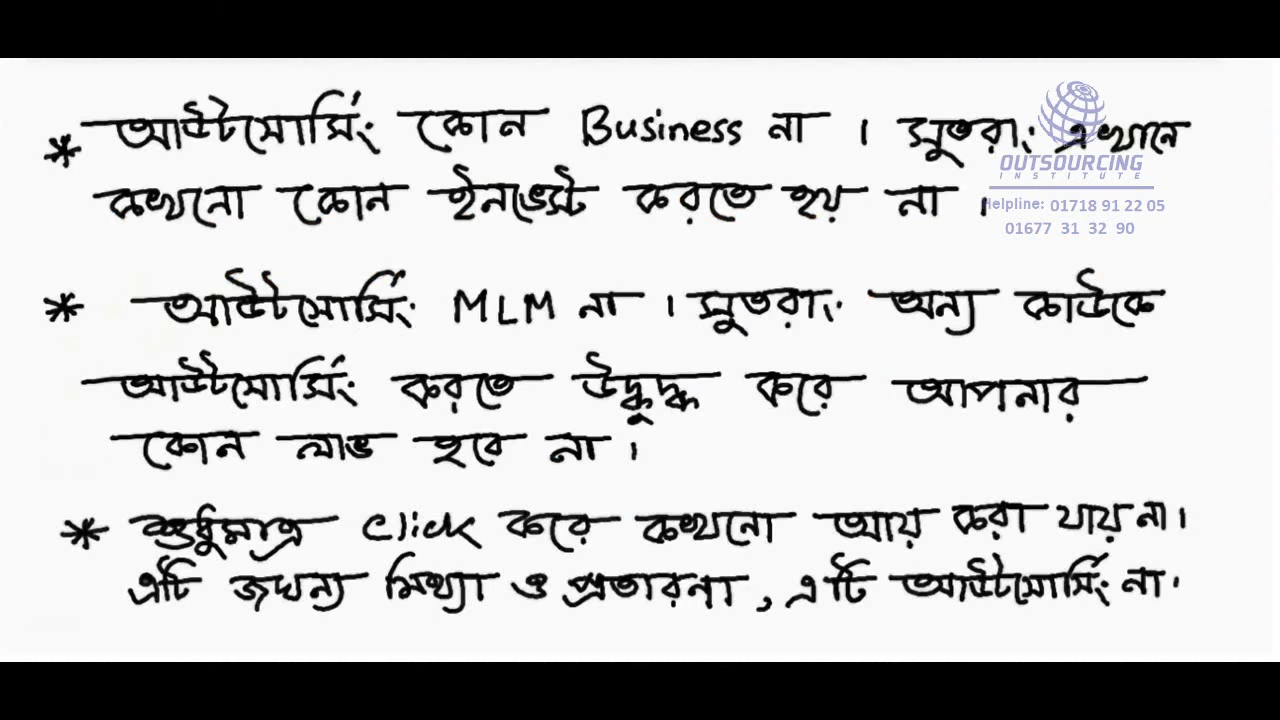 * আউটসোর্সিং কোন Business না । সুতরাং এখানে
কখনো কোন ইনভেস্ট করতে হয় না ।
* আউটসোর্সিং MLM না । সুতরাং অন্য কাউকে
আউটসোর্সিং করতে উদ্ধুদ্ধ করে আপনার
কোন লাভ হবে না ।
* শুধুমাত্র Click করে কখনো আয় করা যায় না।
এটি জঘন্য মিথ্যা ও প্রতারনা, এটি আউটসোর্সিং না।
OUTSOURCING
INSTITUTE
Helpline: 01718 91 22 05
01677 31 32 90